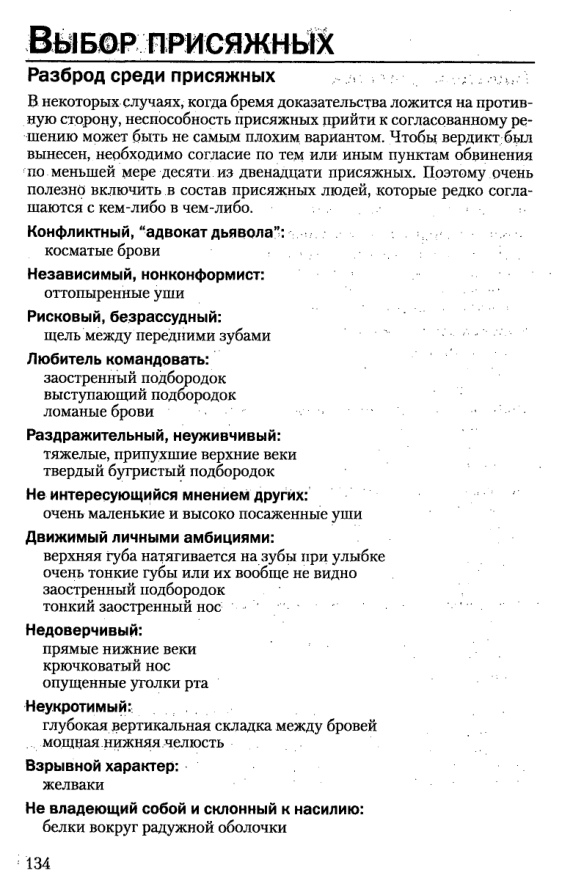 ВЫБОР ПРИСЯЖНЫХ
Разброд среди присяжных
В некоторых случаях, когда бремя доказательства ложится на против-
ную сторону, неспособность присяжных прийти к согласованному ре-
шению может быть не самым плохим вариантом. Чтобы вердикт был
вынесен, необходимо согласие по тем или иным пунктам обвинения
по меньшей мере десяти из двенадцати присяжных. Поэтому очень
полезно включить в состав присяжных людей, которые редко согла-
шаются с кем-либо в чем-либо.
Конфликтный, “адвокат дьявола”:
косматые брови
Независимый, нонконформист:
оттопыренные уши
Рисковый, безрассудный:
щель между передними зубами
Любитель командовать:
заостренный подбородок
выступающий подбородок
ломаные брови
Раздражительный, неуживчивый:
тяжелые, припухшие верхние веки
твердый бугристый подбородок
Не интересующийся мнением других:
очень маленькие и высоко посаженные уши
Движимый личными амбициями:
верхняя губа натягивается на зубы при улыбке
очень тонкие губы или их вообще не видно
заостренный подбородок
тонкий заостренный нос
Недоверчивый:
прямые нижние веки
крючковатый нос
опущенные уголки рта
Неукротимый:
глубокая вертикальная складка между бровей
мощная нижняя челюсть
Взрывной характер:
желваки
Не владеющий собой и склонный к насилию:
белки вокруг радужной оболочки
134